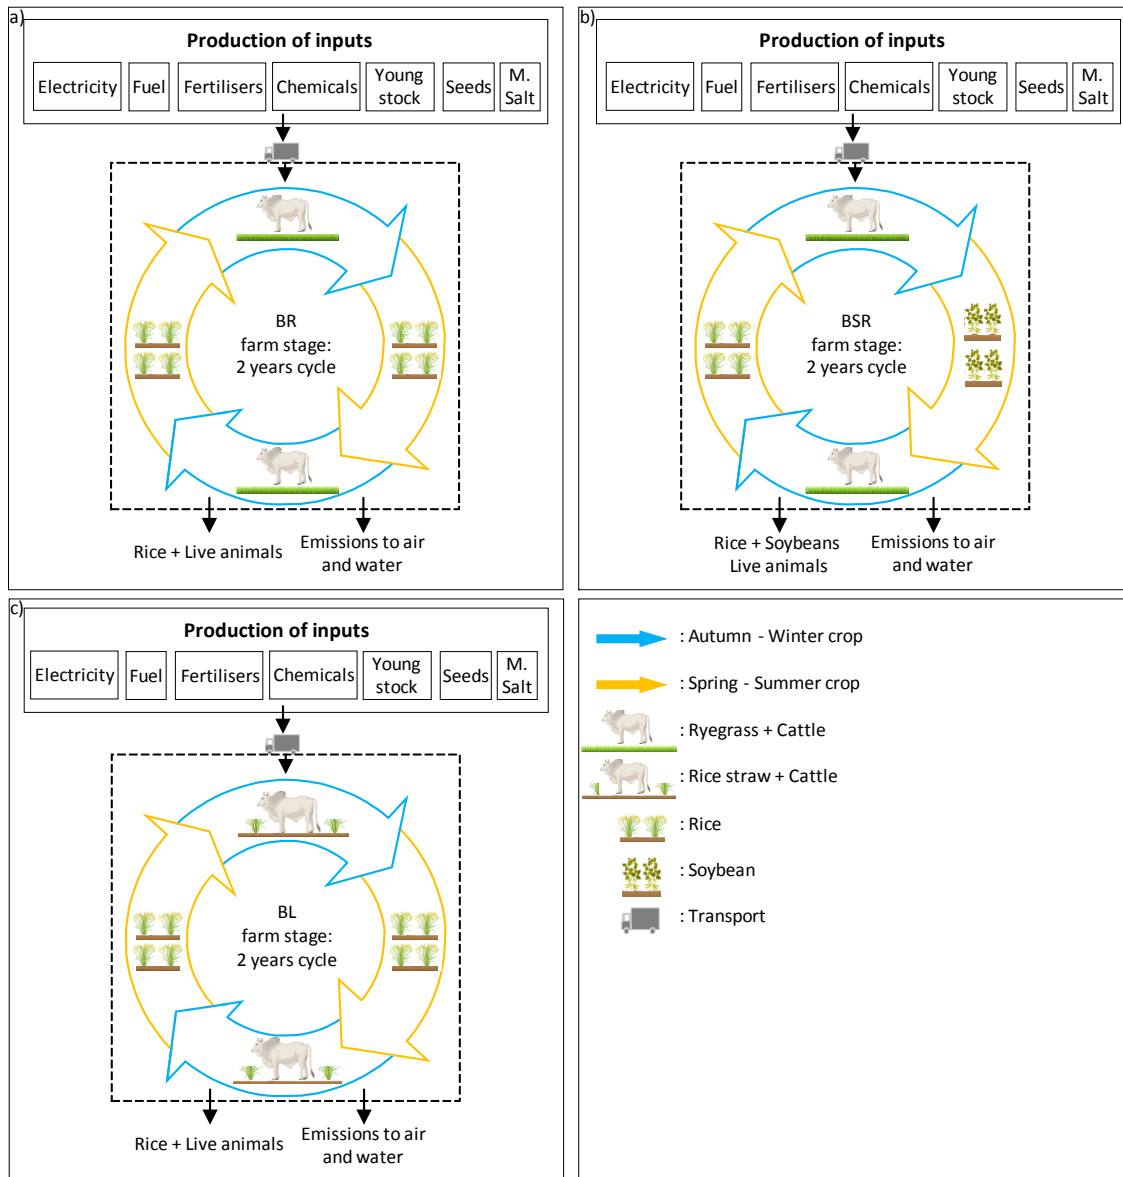 a)
Production of inputs
Electricity
Fuel
Fertilisers
Chemicals
Young
stock
Seeds
M.
Salt
BR
farm stage:
2 years cycle
Rice + Live animals
Emissions to air
and water
b)
Production of inputs
Electricity
Fuel
Fertilisers
Chemicals
Young
stock
Seeds
M.
Salt
BSR
farm stage:
2 years cycle
Rice + Soybeans
Live animals
Emissions to air
and water
c)
Production of inputs
Electricity
Fuel
Fertilisers
Chemicals
Young
stock
Seeds
M.
Salt
BL
farm stage:
2 years cycle
Rice + Live animals
Emissions to air
and water
: Autumn - Winter crop
: Spring - Summer crop
: Ryegrass + Cattle
: Rice straw + Cattle
: Rice
: Soybean
: Transport